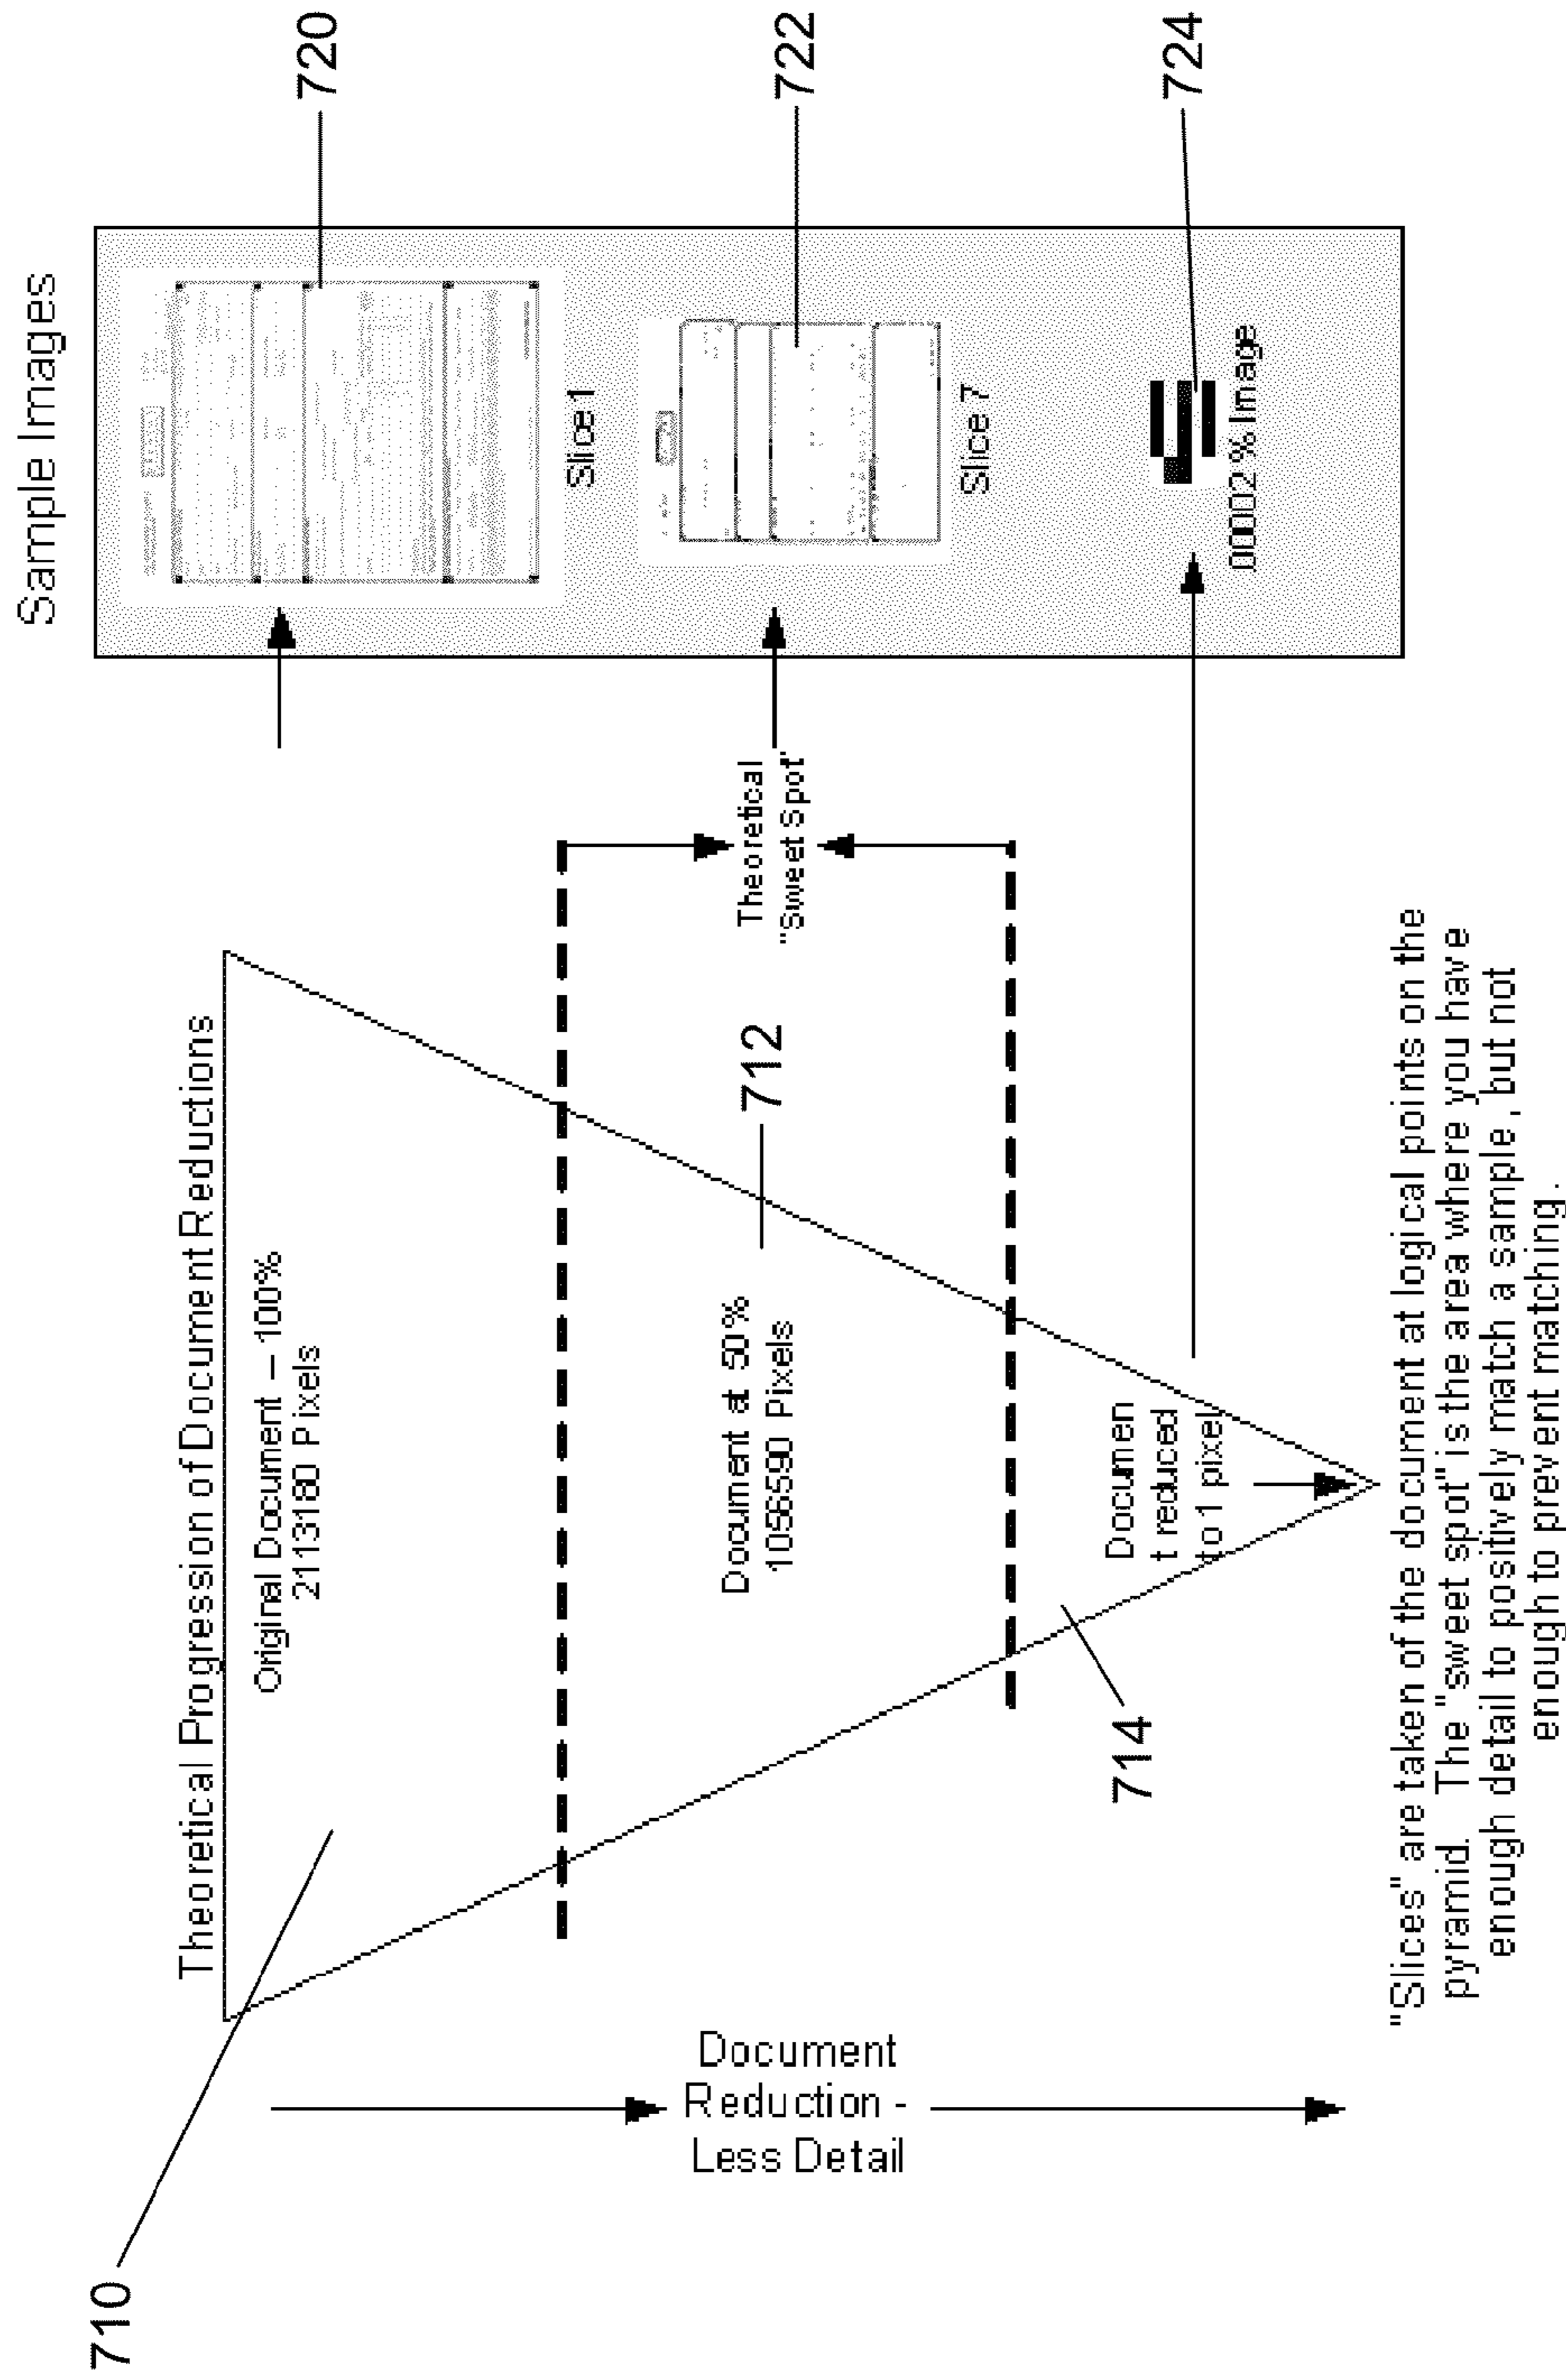 Sample Images
Theoretical Progression of Document Reductions
710
Original Document – 100%
2113180 Pixels
720
Slice 1
Document
Reduction -
Less Detail
Document at 50%
1056590 Pixels
712
Theoretical
"Sweet Spot"
722
Slice 7
714
Documen
t reduced
to 1 pixel
724
.00002 % Image
"Slices" are taken of the document at logical points on the
pyramid. The "sweet spot" is the area where you have
enough detail to positively match a sample, but not
enough to prevent matching.